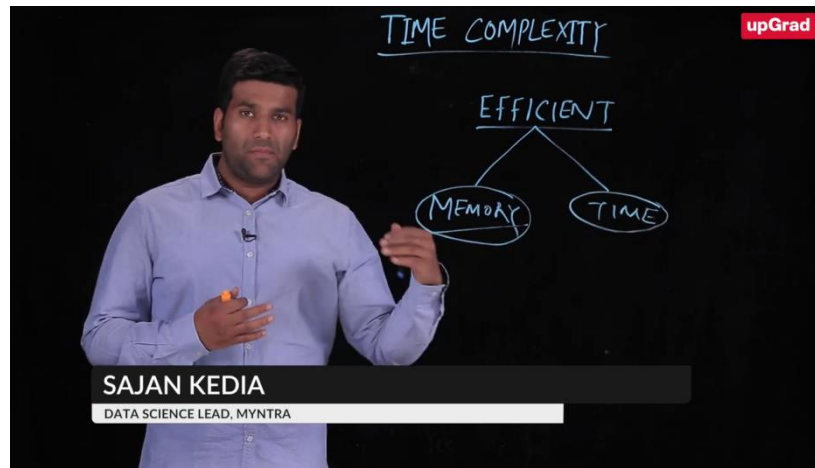 TIME COMPLEXITY
upGrad
EFFICIENT
MEMORY TIME
SAJAN KEDIA
DATA SCIENCE LEAD, MYNTRA